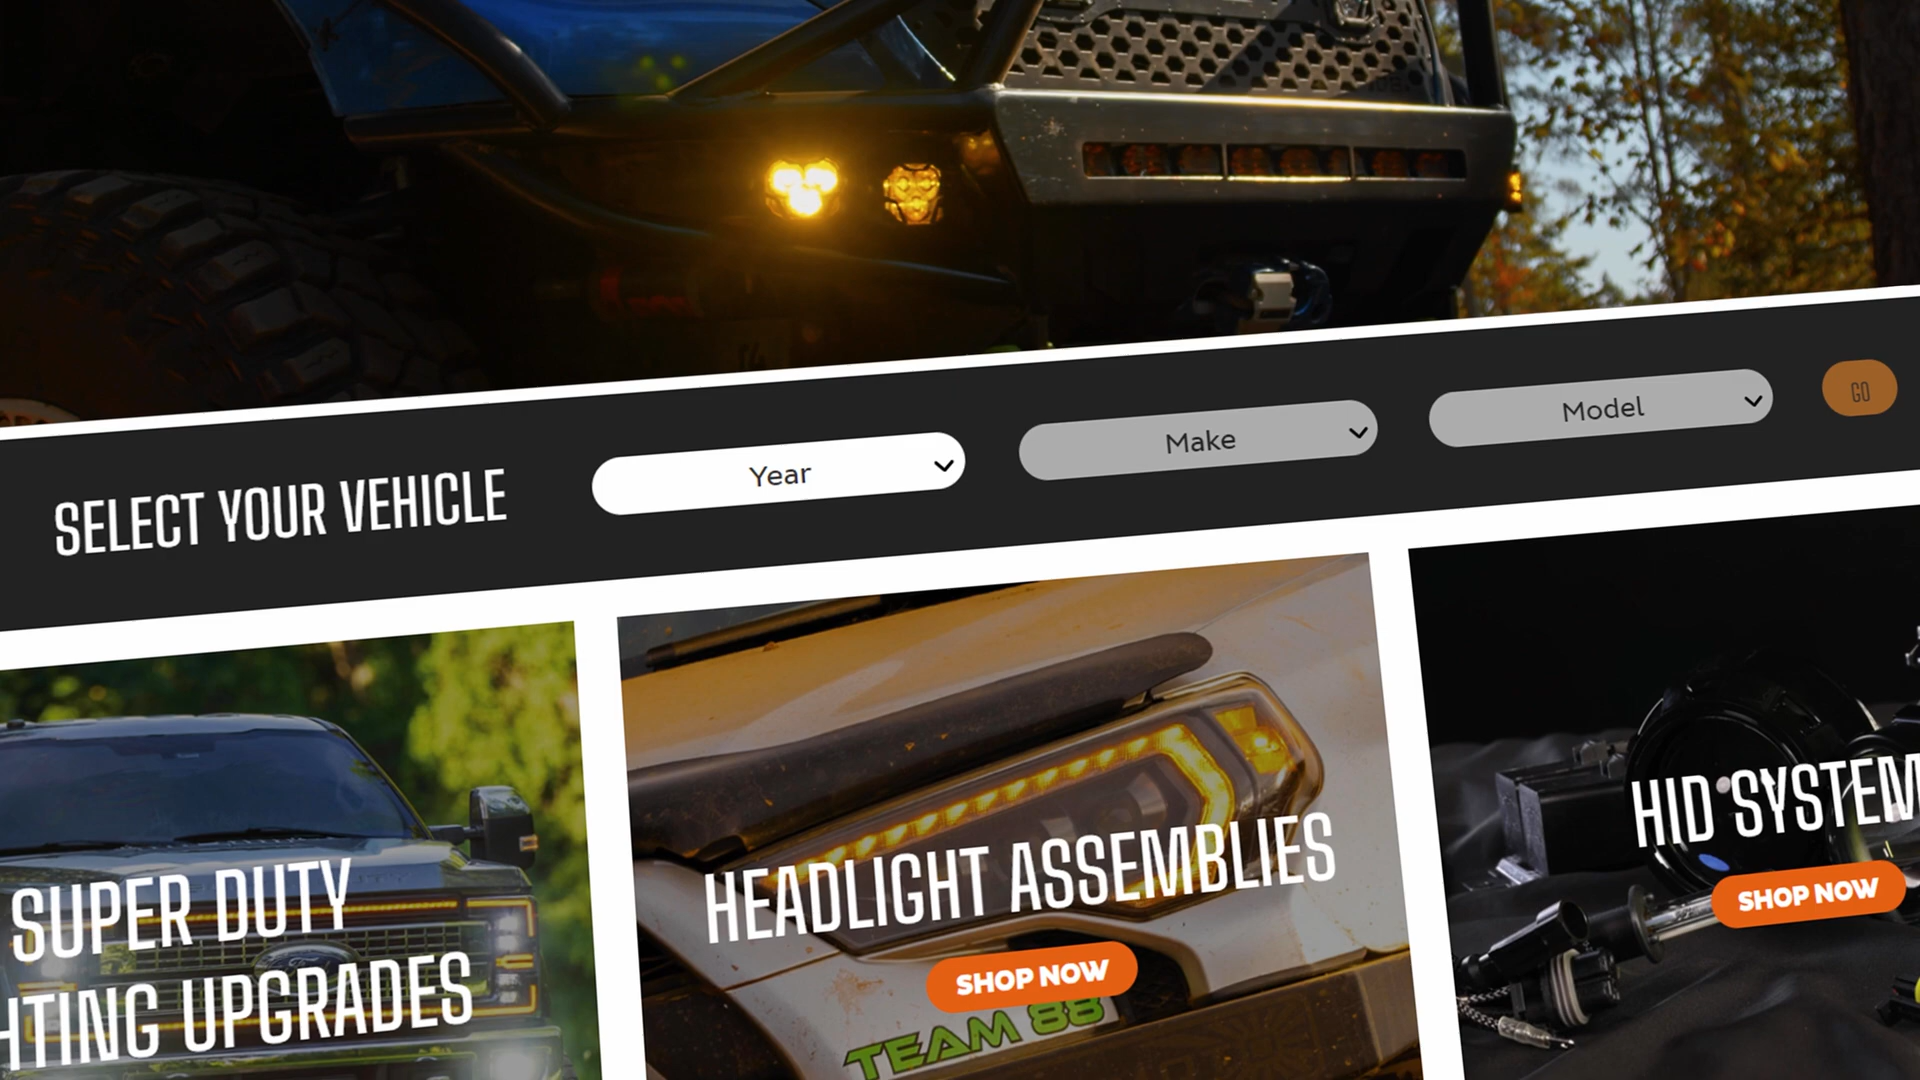 SELECT YOUR VEHICLE
Year
Make
Model
GO
SUPER DUTY
HTING UPGRADES
HEADLIGHT ASSEMBLIES
SHOP NOW
TEAM 88
HID SYSTEM
SHOP NOW